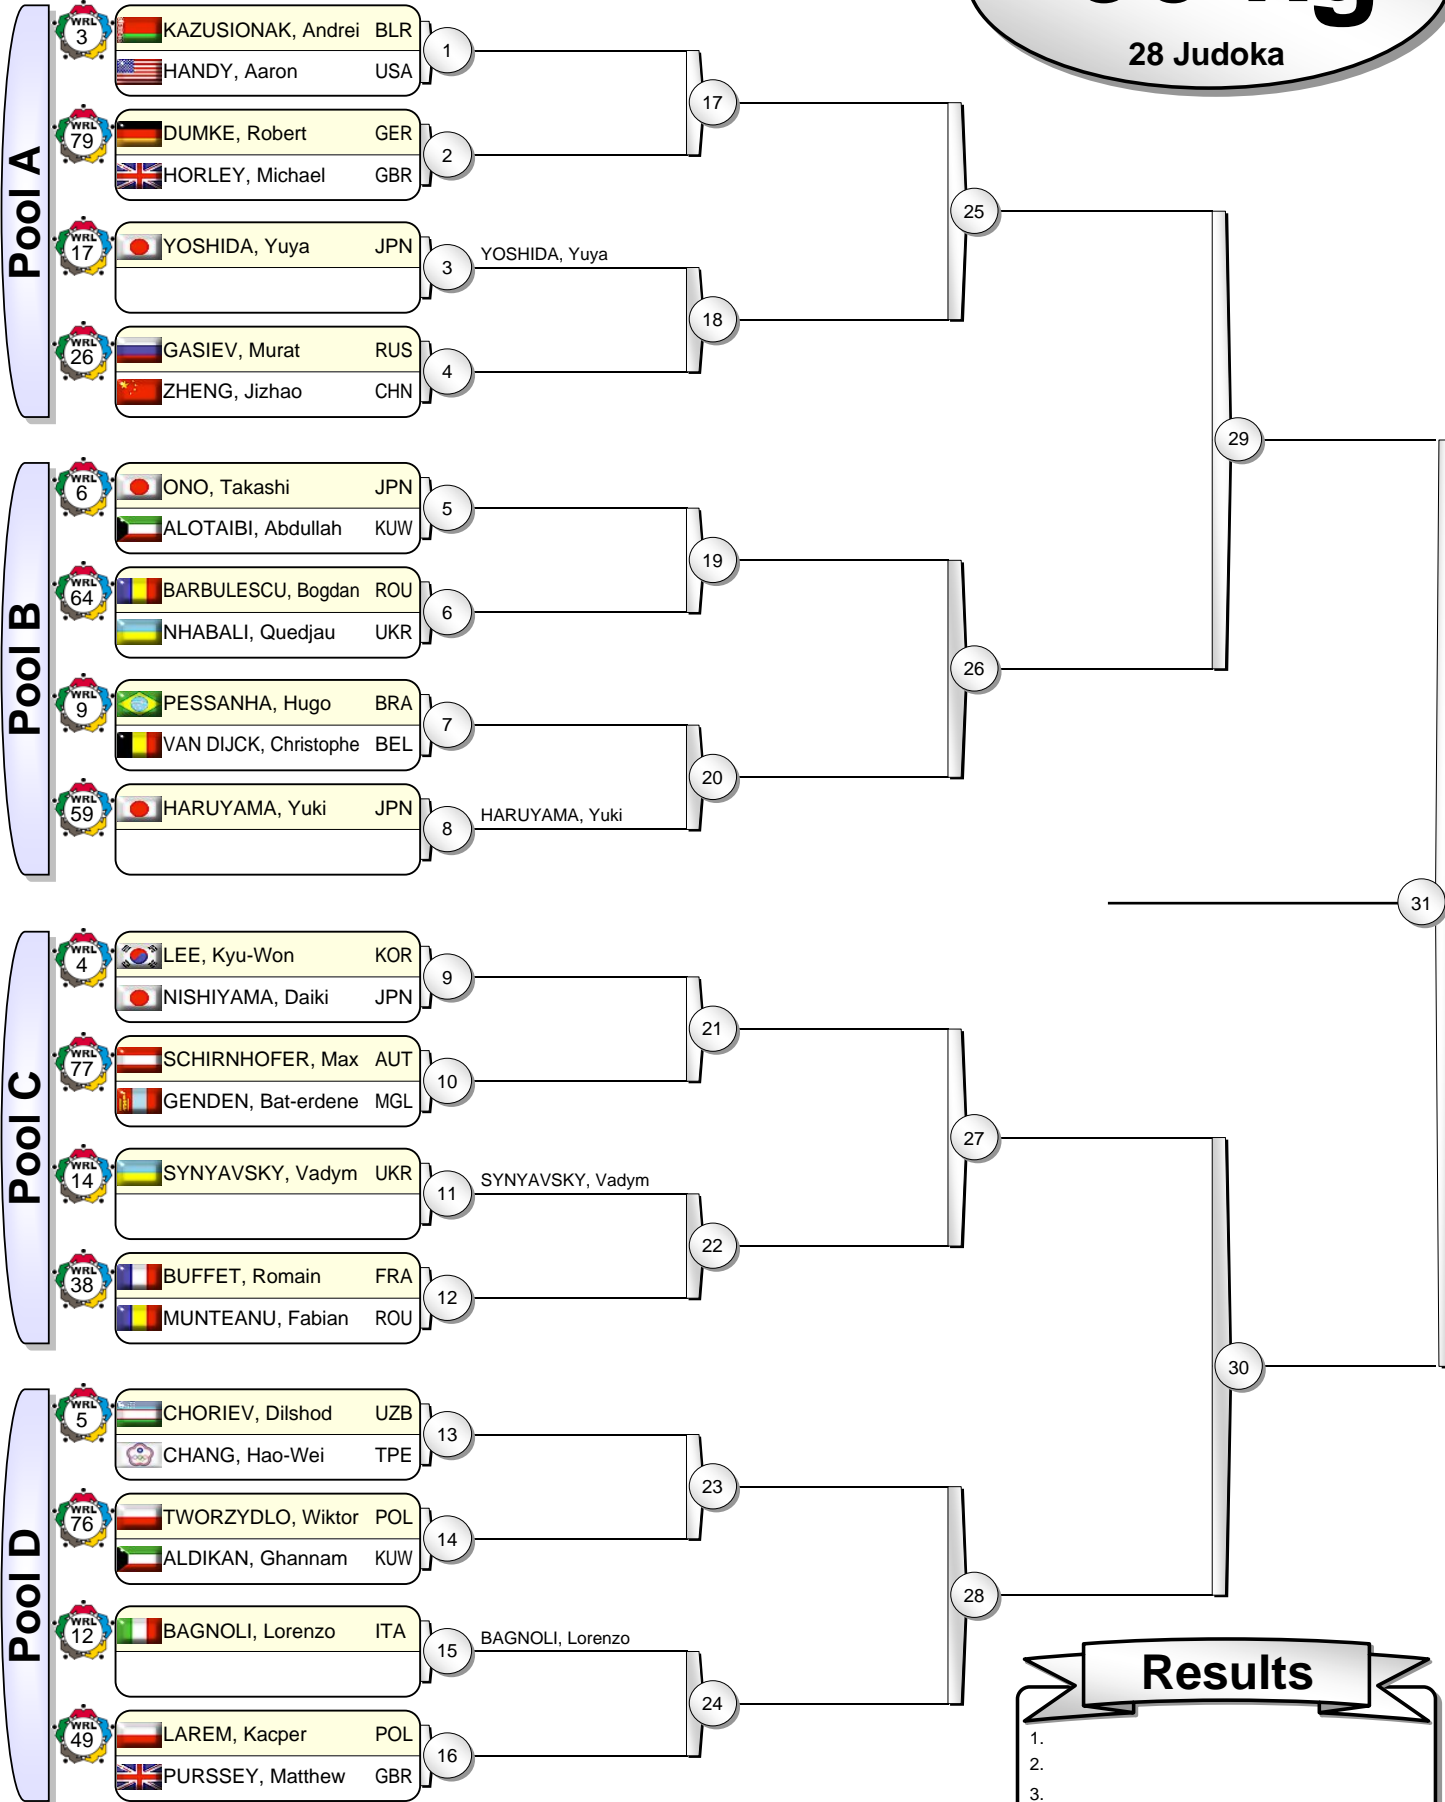 28 Judoka
Pool A
WRL 3
KAZUSIONAK, Andrei BLR
HANDY, Aaron USA
1
17
WRL 79
DUMKE, Robert GER
HORLEY, Michael GBR
2
25
WRL 17
YOSHIDA, Yuya JPN
3
YOSHIDA, Yuya
18
WRL 26
GASIEV, Murat RUS
ZHENG, Jizhao CHN
4
29
Pool B
WRL 6
ONO, Takashi JPN
ALOTAIBI, Abdullah KUW
5
19
WRL 64
BARBULESCU, Bogdan ROU
NHABALI, Quedjau UKR
6
26
WRL 9
PESSANHA, Hugo BRA
VAN DIJCK, Christophe BEL
7
20
WRL 59
HARUYAMA, Yuki JPN
8
HARUYAMA, Yuki
31
Pool C
WRL 4
LEE, Kyu-Won KOR
NISHIYAMA, Daiki JPN
9
21
WRL 77
SCHIRNHOFER, Max AUT
GENDEN, Bat-erdene MGL
10
27
WRL 14
SYNYAVSKY, Vadym UKR
11
SYNYAVSKY, Vadym
22
WRL 38
BUFFET, Romain FRA
MUNTEANU, Fabian ROU
12
30
Pool D
WRL 5
CHORIEV, Dilshod UZB
CHANG, Hao-Wei TPE
13
23
WRL 76
TWORZYDLO, Wiktor POL
ALDIKAN, Ghannam KUW
14
28
WRL 12
BAGNOLI, Lorenzo ITA
15
BAGNOLI, Lorenzo
24
WRL 49
LAREM, Kacper POL
PURSSEY, Matthew GBR
16
Results
1.
2.
3.